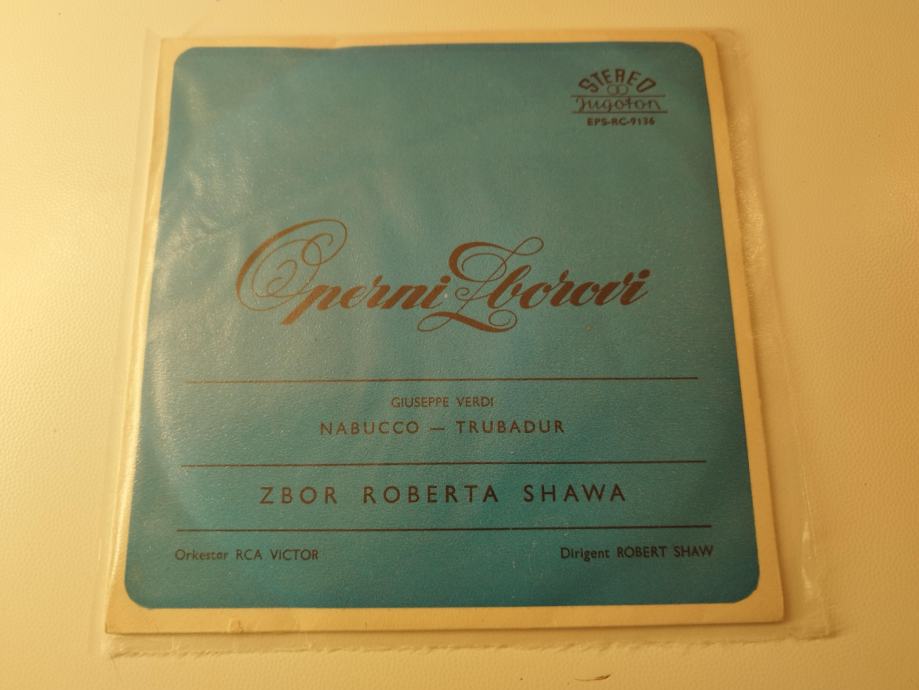 STEREO
Jugoton
EPS-RC-9136
Operni Zborovi
GIUSEPPE VERDI
NABUCCO — TRUBADUR
ZBOR ROBERTA SHAWA
Orkestar RCA VICTOR
Dirigent ROBERT SHAW